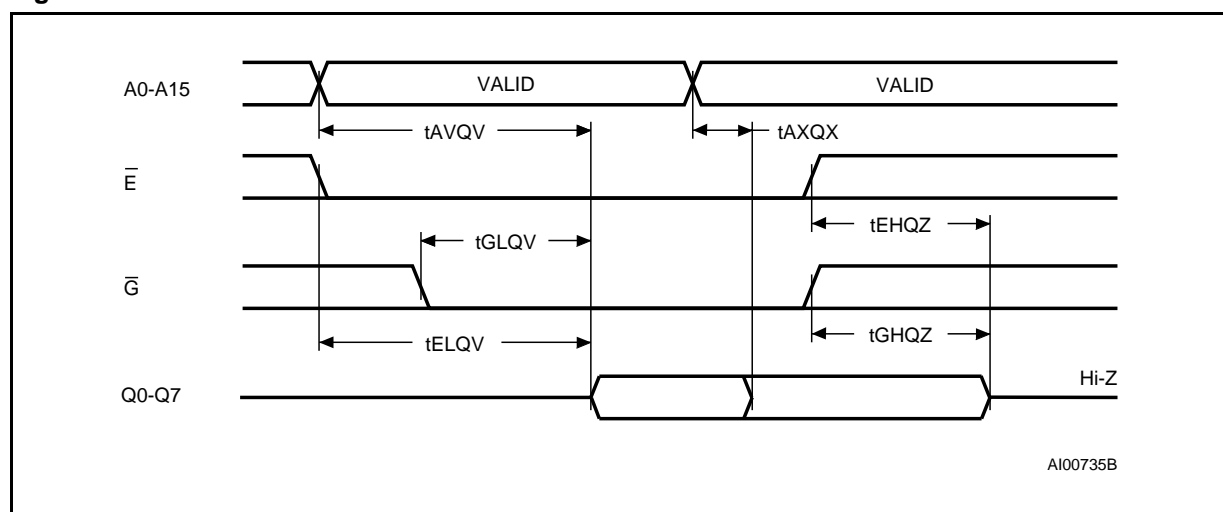 A0-A15
VALID
VALID
tAVQV
tAXQX
E̅
tEHQZ
tGLQV
G̅
tGHQZ
tELQV
Q0-Q7
Hi-Z
AI00735B